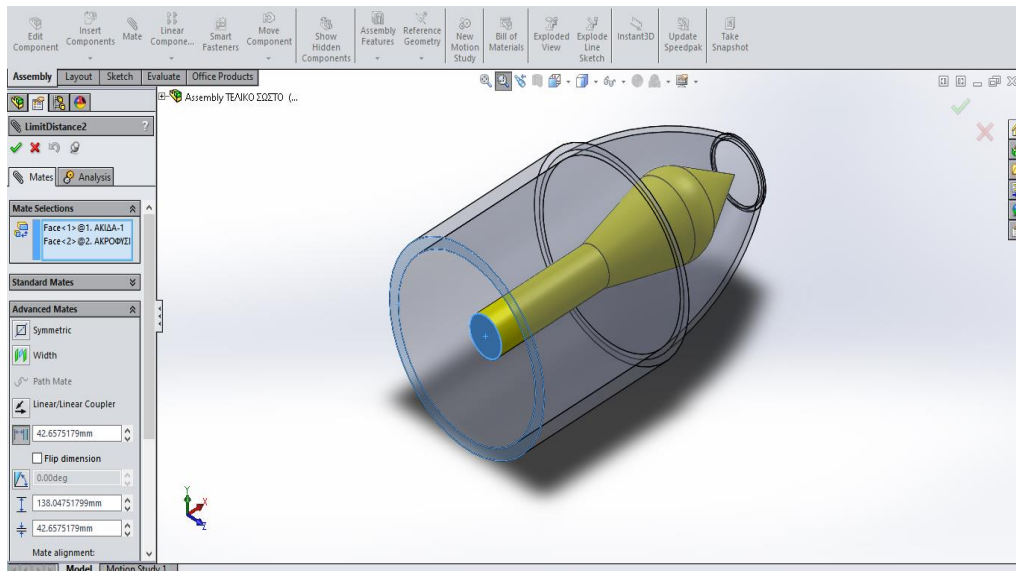 Edit Component
Insert Components
Mate
Linear Compone...
Smart Fasteners
Move Component
Show Hidden Components
Assembly Features
Reference Geometry
New Motion Study
Bill of Materials
Exploded View
Explode Line Sketch
Instant3D
Update Speedpak
Take Snapshot
Assembly
Layout
Sketch
Evaluate
Office Products
Assembly ΤΕΛΙΚΟ ΣΩΣΤΟ (...
LimitDistance2
?
Mates
Analysis
Mate Selections
Face<1>@1. ΑΚΙΔΑ-1
Face<2>@2. ΑΚΡΟΦΥΣΙ
Standard Mates
Advanced Mates
Symmetric
Width
Path Mate
Linear/Linear Coupler
42.6575179mm
Flip dimension
0.00deg
138.04751799mm
42.6575179mm
Mate alignment:
Y
X
Z
Model
Motion Study 1